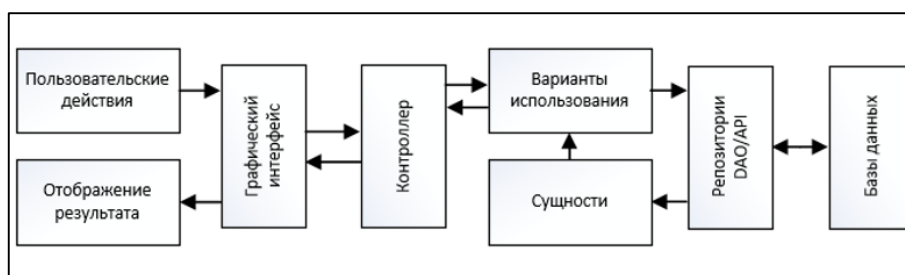 Пользовательские
действия
Отображение
результата
Графический
интерфейс
Контроллер
Варианты
использования
Сущности
Репозитории
DAO/API
Базы данных